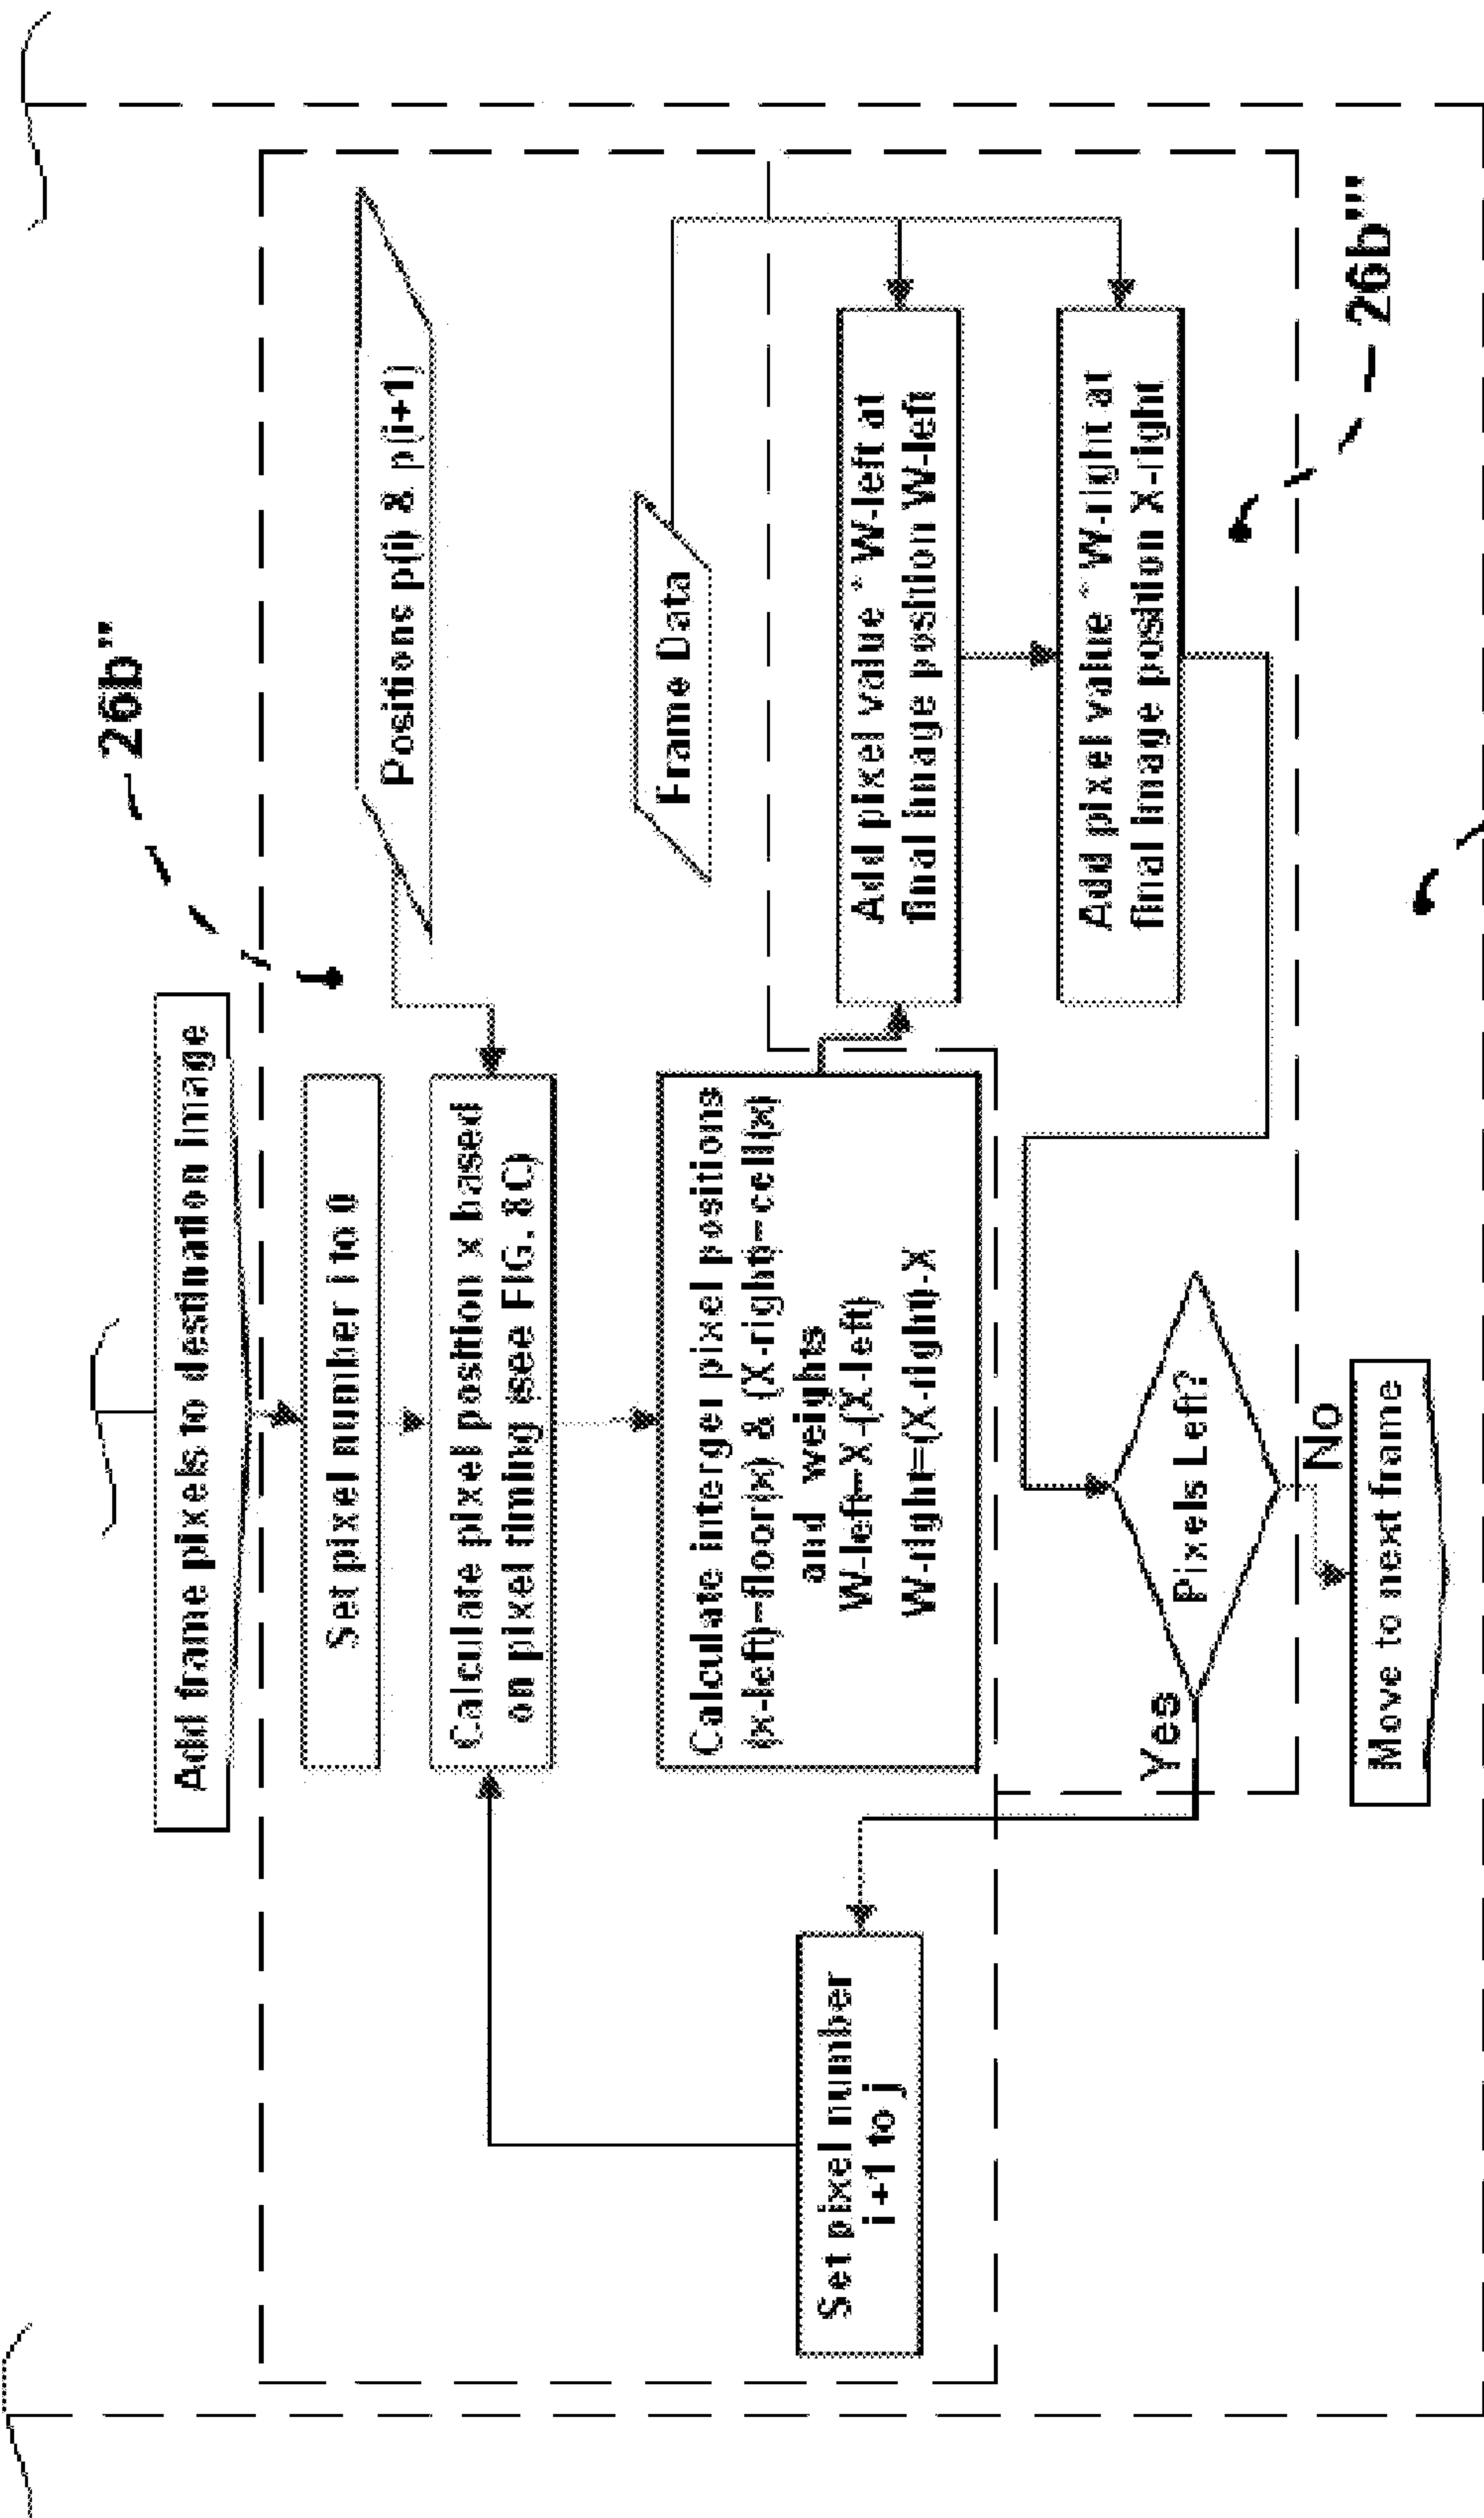 26b"
Add frame pixels to destination image
Set pixel number i to 0
Positions p(i) & p(i+1)
Calculate pixel position x based
on pixel timing (see FIG. 8C)
Frame Data
Calculate interger pixel positions
(x-left)=floor(x) & (X-right)=cell(x)
and weights
W-left=X-(X-left)
W-right=(X-right)-X
Add pixel value * W-left at
final image position W-left
Add pixel value * W-right at
final image position X-right
Set pixel number
i +1 to j
Pixels Left?
Yes
No
Move to next frame
26b"'